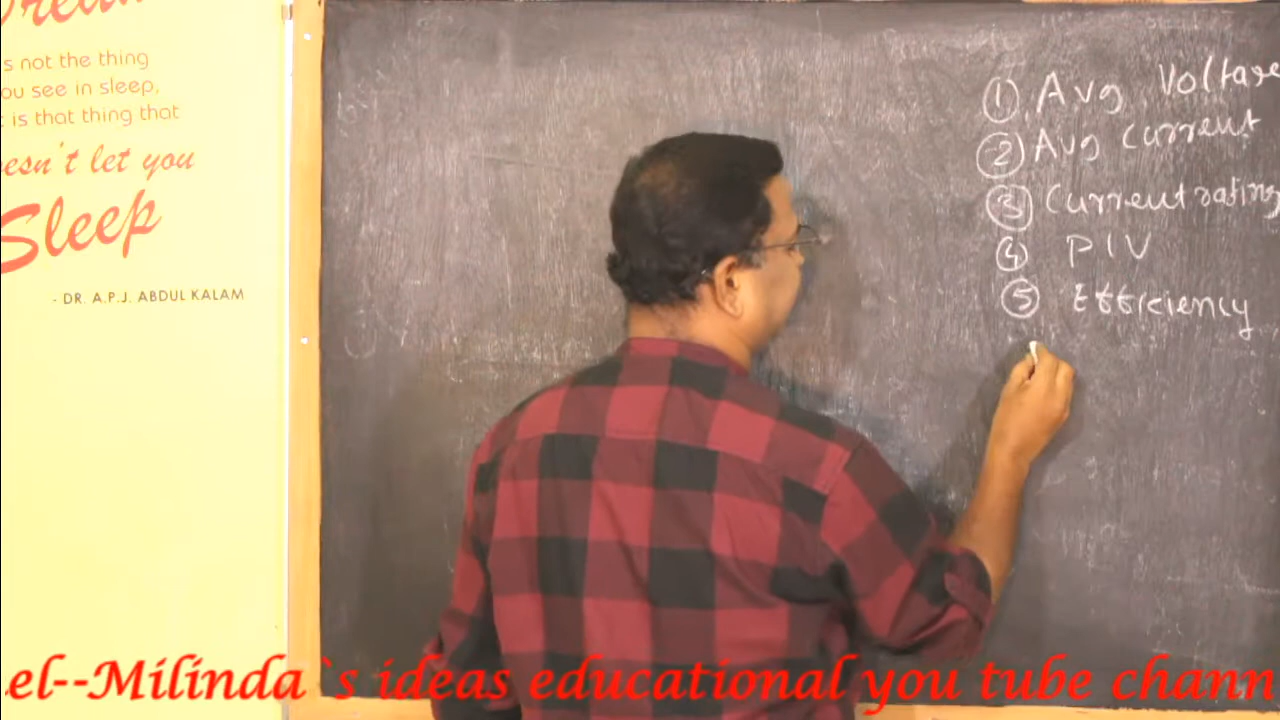 Dream
s not the thing
ou see in sleep,
t is that thing that
esn't let you
Sleep
- DR. A.P.J. ABDUL KALAM
① Avg Voltage
② Avg Current
③ Current rating
④ PIV
⑤ Efficiency
el--Milinda`s ideas educational you tube chann